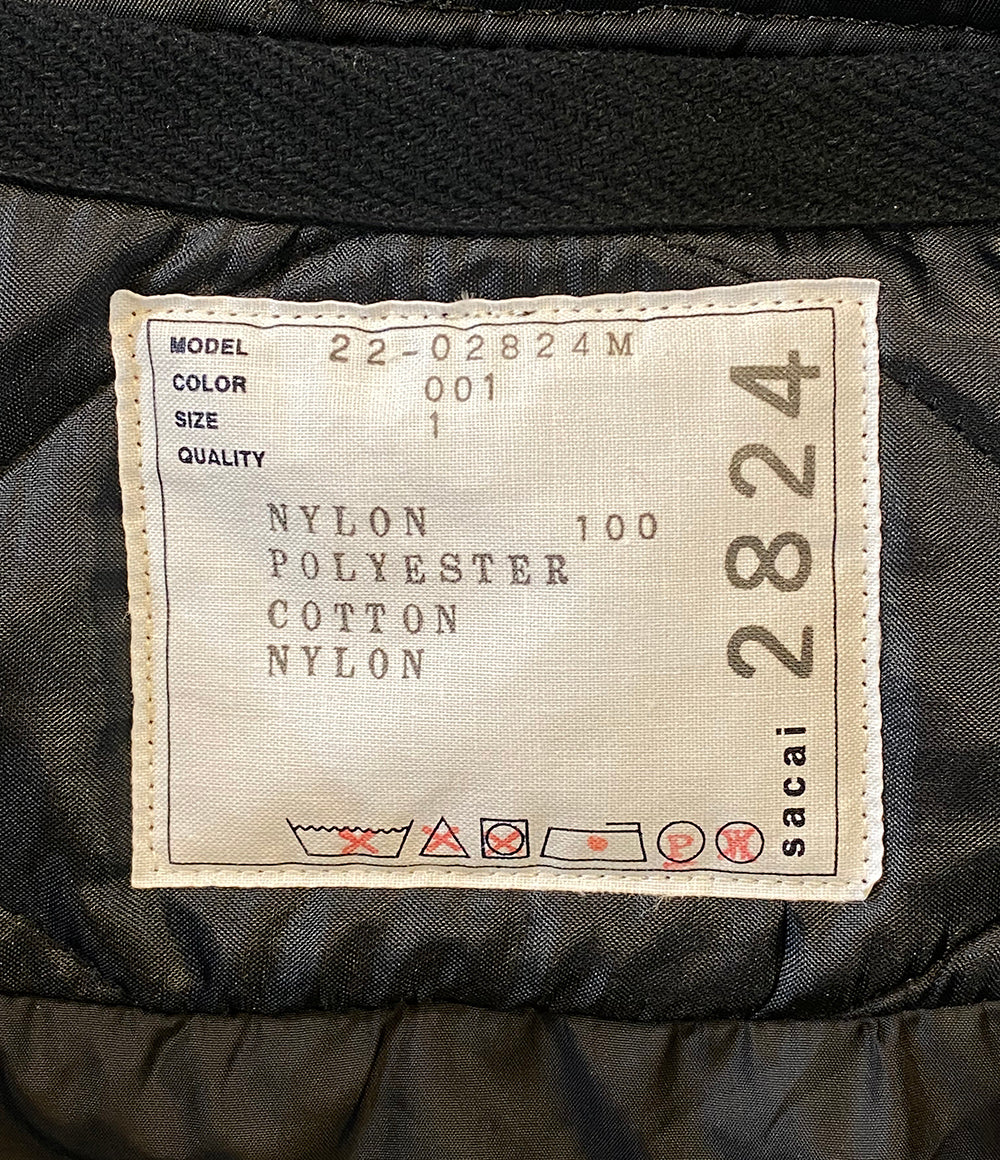 MODEL 22-02824M
COLOR 001
SIZE 1
QUALITY
NYLON 100
POLYESTER
COTTON
NYLON
P
W
sacai 2824